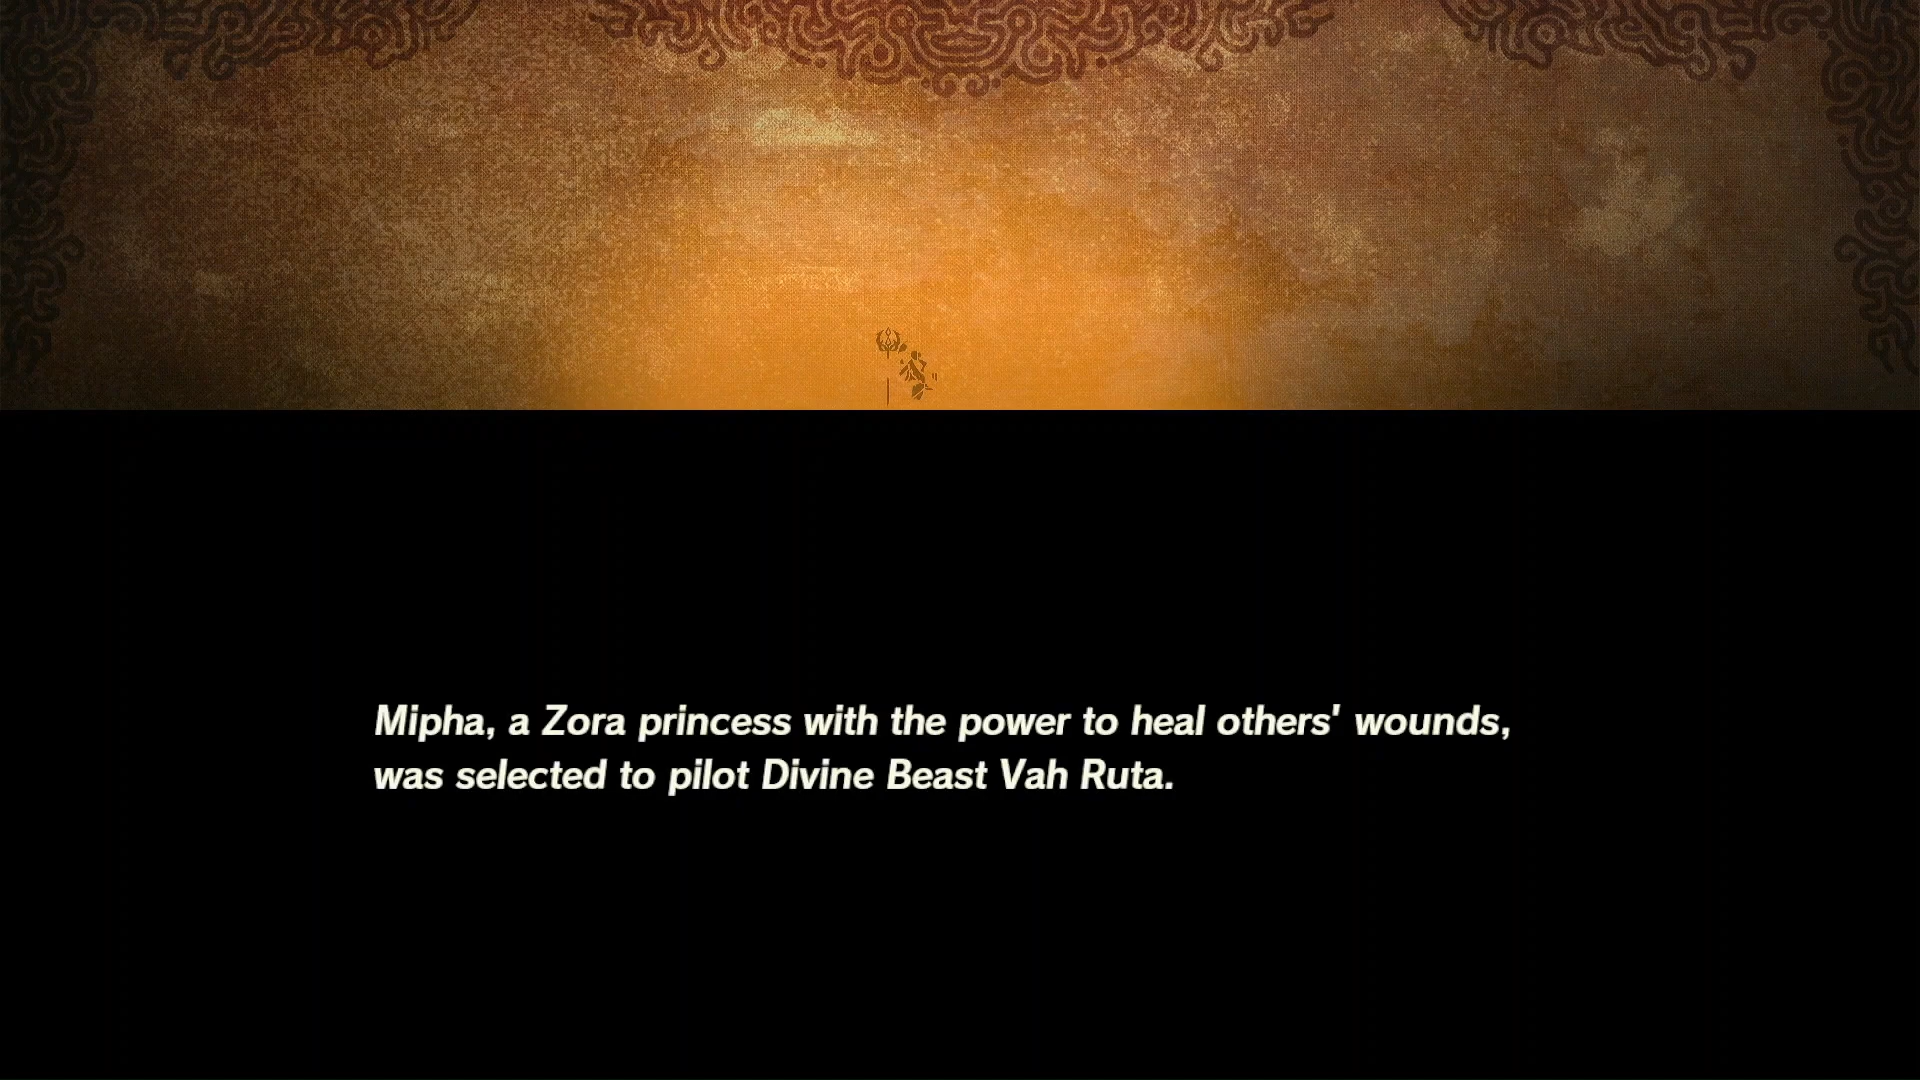 Mipha, a Zora princess with the power to heal others' wounds,
was selected to pilot Divine Beast Vah Ruta.